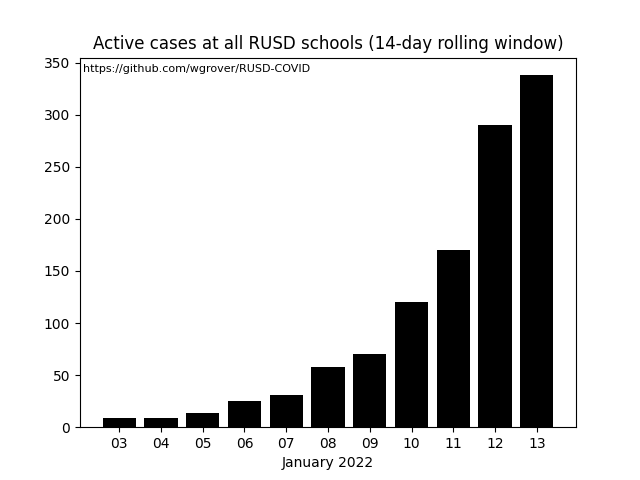 Active cases at all RUSD schools (14-day rolling window)
https://github.com/wgrover/RUSD-COVID
350
300
250
200
150
100
50
0
03 04 05 06 07 08 09 10 11 12 13
January 2022